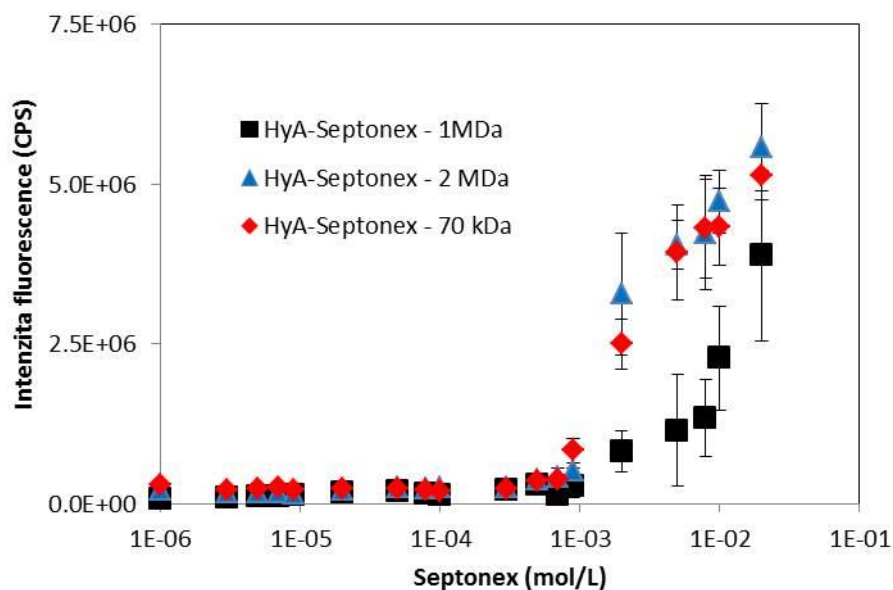 7.5E+06
5.0E+06
2.5E+06
0.0E+00
Intenzita fluorescence (CPS)
HyA-Septonex - 1MDa
HyA-Septonex - 2 MDa
HyA-Septonex - 70 kDa
1E-06 1E-05 1E-04 1E-03 1E-02 1E-01
Septonex (mol/L)